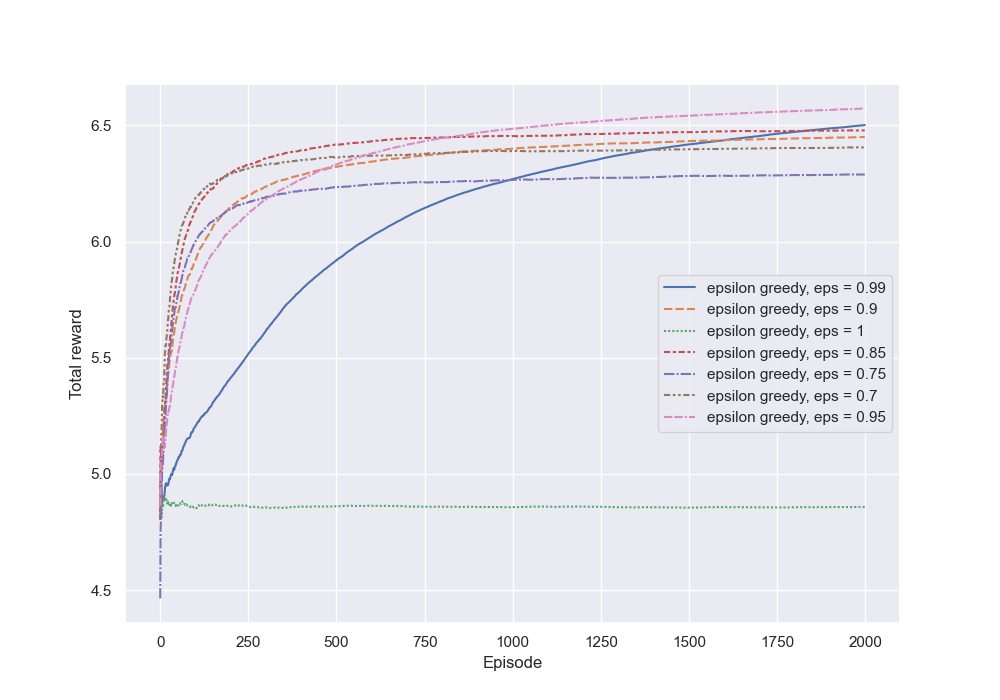 6.5
6.0
5.5
5.0
4.5
Total reward
epsilon greedy, eps = 0.99
epsilon greedy, eps = 0.9
epsilon greedy, eps = 1
epsilon greedy, eps = 0.85
epsilon greedy, eps = 0.75
epsilon greedy, eps = 0.7
epsilon greedy, eps = 0.95
0 250 500 750 1000 1250 1500 1750 2000
Episode